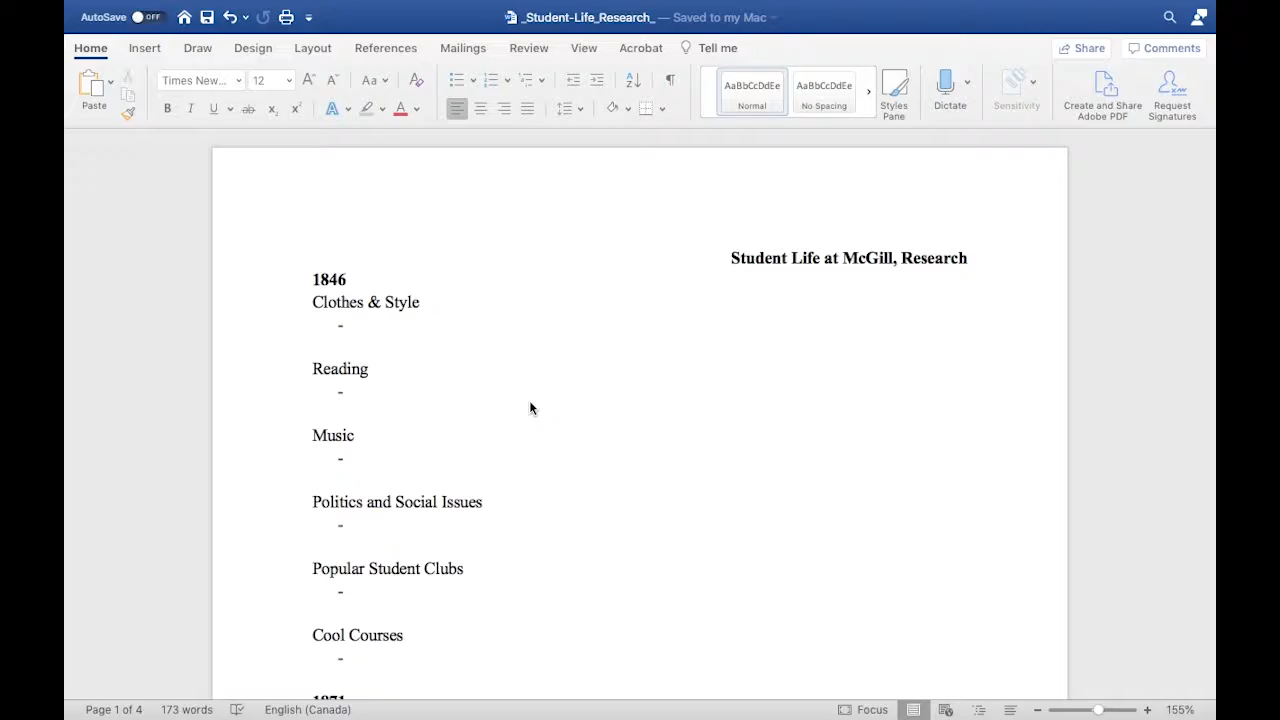 AutoSave OFF
_Student-Life_Research_ — Saved to my Mac
Home Insert Draw Design Layout References Mailings Review View Acrobat Tell me Share Comments
Paste
Times New... 12
Aa
AaBbCcDdEe AaBbCcDdEe
Normal No Spacing
Styles Pane
Dictate
Sensitivity
Create and Share Adobe PDF
Request Signatures
Student Life at McGill, Research
1846
Clothes & Style
-
Reading
-
Music
-
Politics and Social Issues
-
Popular Student Clubs
-
Cool Courses
-
1871
Page 1 of 4 173 words English (Canada) Focus 155%